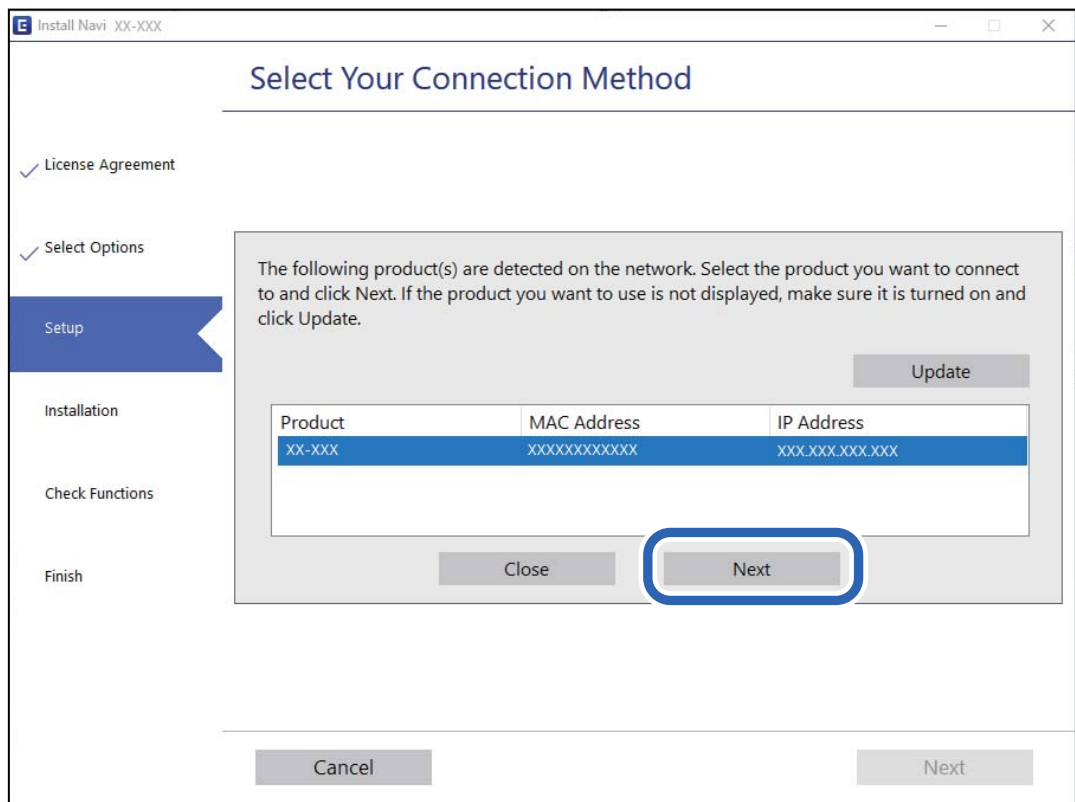 E Install Navi XX-XXX
Select Your Connection Method
License Agreement
Select Options
Setup
Installation
Check Functions
Finish
The following product(s) are detected on the network. Select the product you want to connect
to and click Next. If the product you want to use is not displayed, make sure it is turned on and
click Update.
Update
Product MAC Address IP Address
XX-XXX XXXXXXXXXXXX XXX.XXX.XXX.XXX
Close Next
Cancel Next